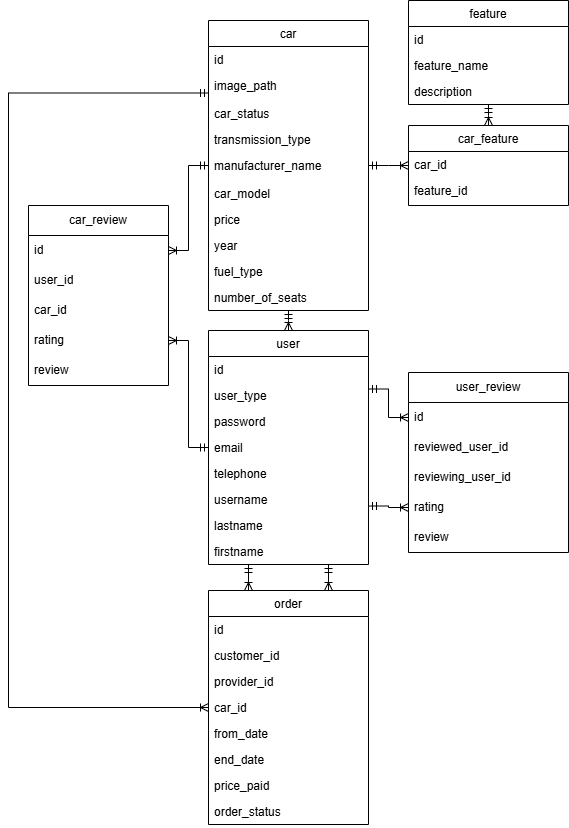 feature
id
feature_name
description
car
id
image_path
car_status
transmission_type
manufacturer_name
car_model
price
year
fuel_type
number_of_seats
car_feature
car_id
feature_id
car_review
id
user_id
car_id
rating
review
user
id
user_type
password
email
telephone
username
lastname
firstname
user_review
id
reviewed_user_id
reviewing_user_id
rating
review
order
id
customer_id
provider_id
car_id
from_date
end_date
price_paid
order_status